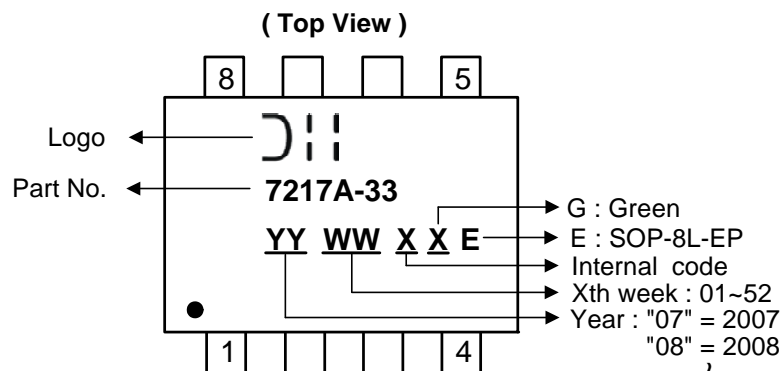 ( Top View )
8 5
Logo
Part No.
7217A-33
YY WW X X E
G : Green
E : SOP-8L-EP
Internal code
Xth week : 01~52
Year : "07" = 2007
"08" = 2008
1 4